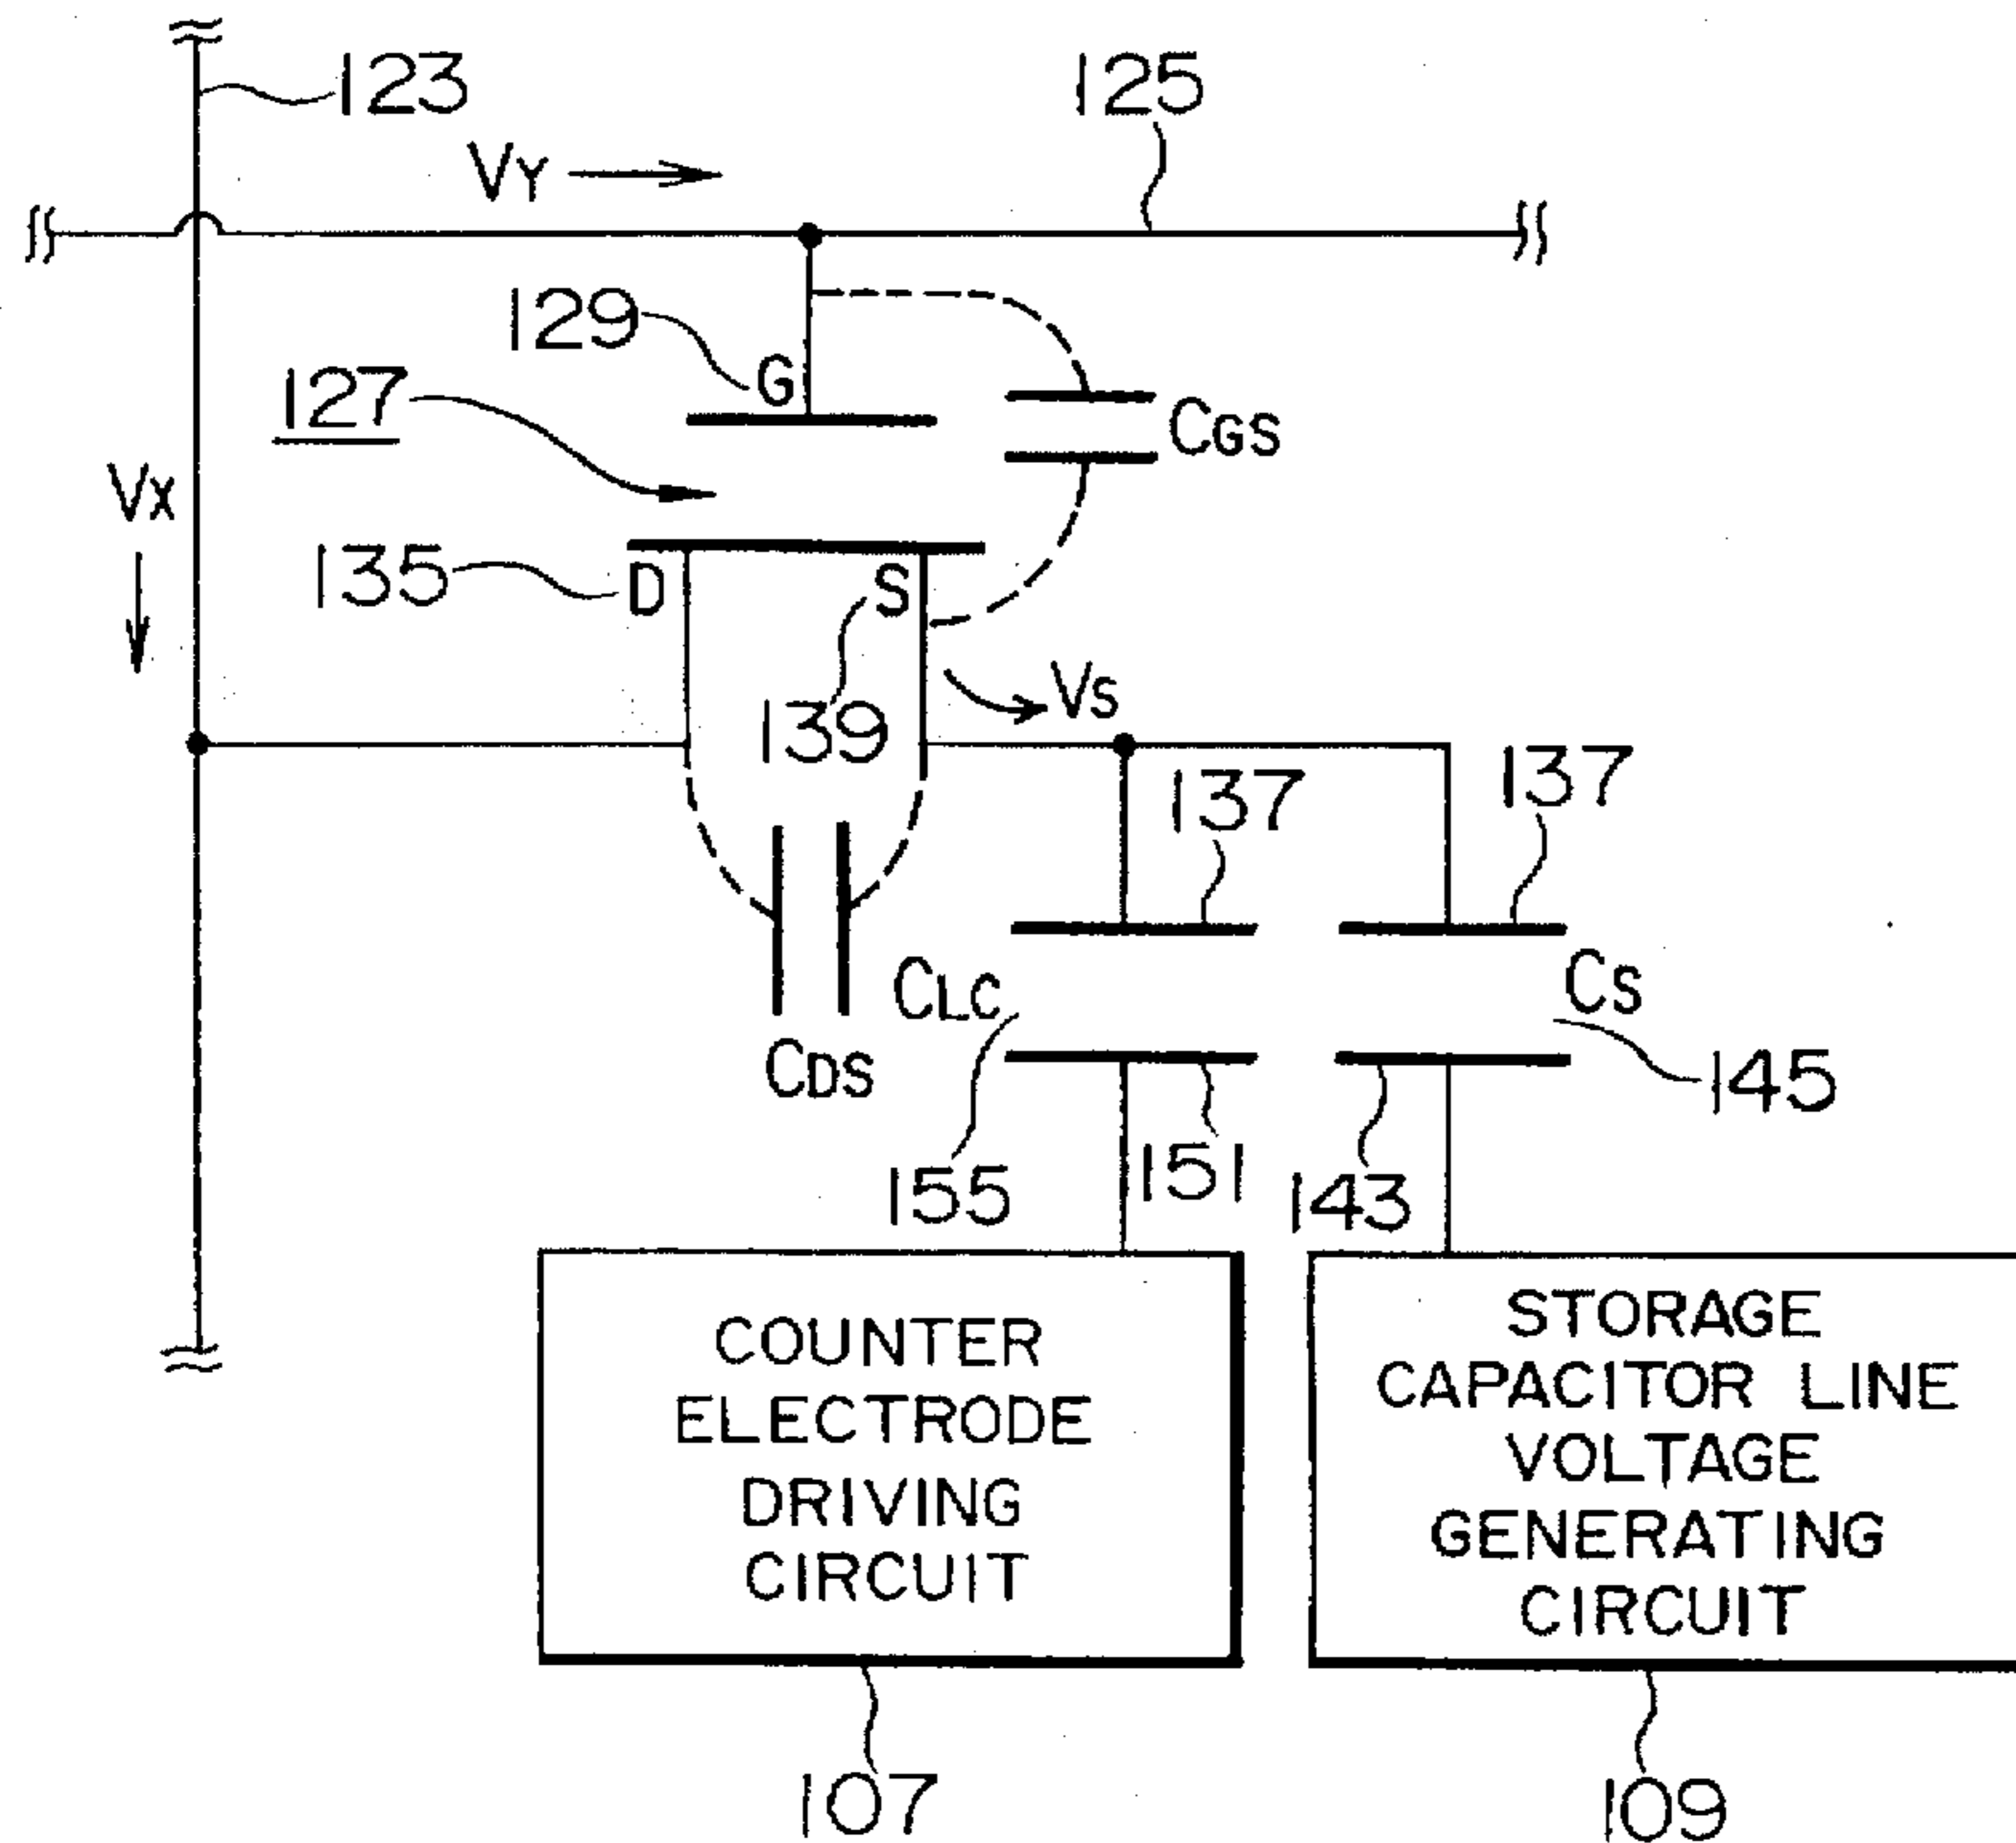 123
125
VY
129
G
127
CGS
VX
135
D
S
139
VS
137
137
CLC
CS
CDS
145
155
151
143
COUNTER
ELECTRODE
DRIVING
CIRCUIT
STORAGE
CAPACITOR LINE
VOLTAGE
GENERATING
CIRCUIT
107
109